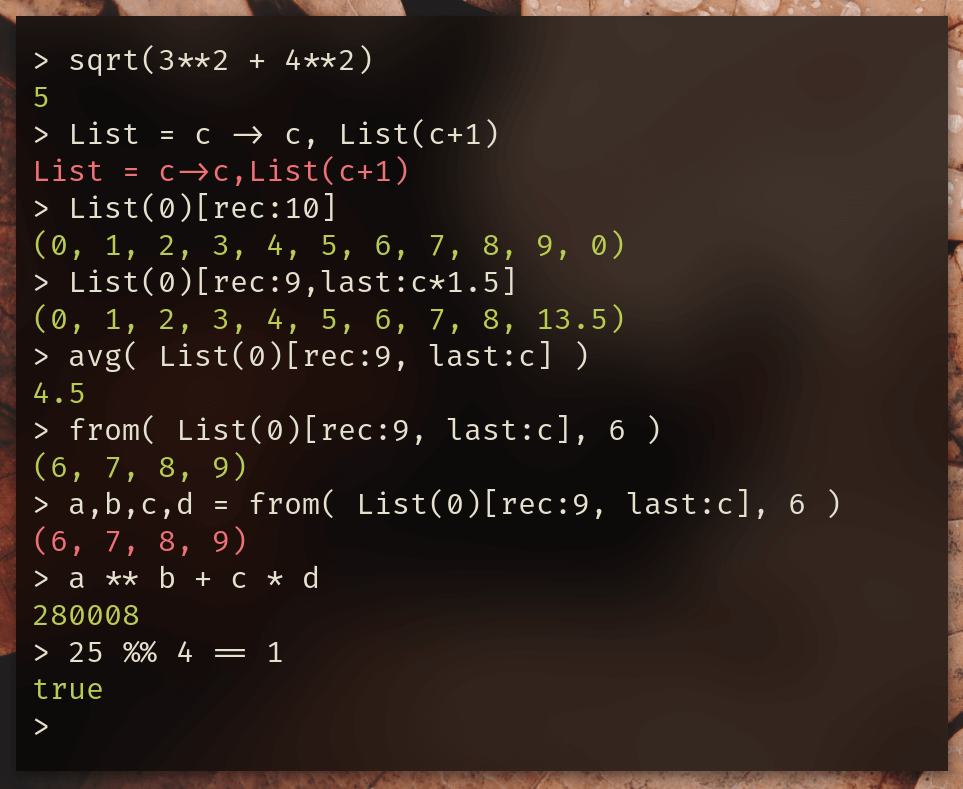 > sqrt(3**2 + 4**2)
5
> List = c -> c, List(c+1)
List = c->c,List(c+1)
> List(0)[rec:10]
(0, 1, 2, 3, 4, 5, 6, 7, 8, 9, 0)
> List(0)[rec:9,last:c*1.5]
(0, 1, 2, 3, 4, 5, 6, 7, 8, 13.5)
> avg( List(0)[rec:9, last:c] )
4.5
> from( List(0)[rec:9, last:c], 6 )
(6, 7, 8, 9)
> a,b,c,d = from( List(0)[rec:9, last:c], 6 )
(6, 7, 8, 9)
> a ** b + c * d
280008
> 25 %% 4 == 1
true
>